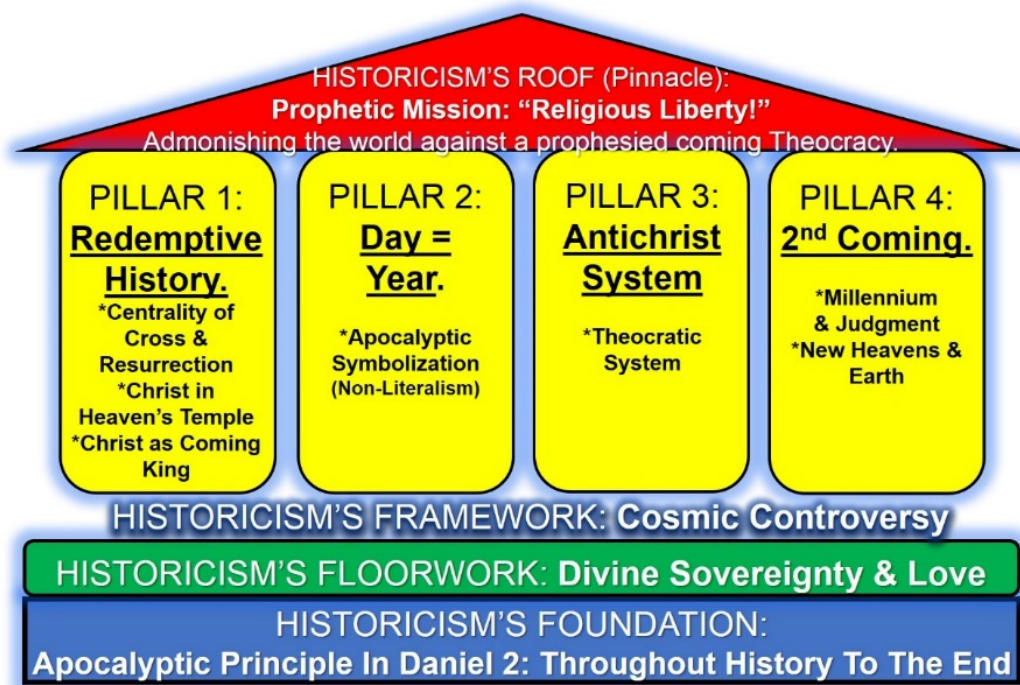 HISTORICISM'S ROOF (Pinnacle):
Prophetic Mission: “Religious Liberty!”
Admonishing the world against a prophesied coming Theocracy.
PILLAR 1:
Redemptive
History.
*Centrality of
Cross &
Resurrection
*Christ in
Heaven’s Temple
*Christ as Coming
King
PILLAR 2:
Day =
Year.
*Apocalyptic
Symbolization
(Non-Literalism)
PILLAR 3:
Antichrist
System
*Theocratic
System
PILLAR 4:
2nd Coming.
*Millennium
& Judgment
*New Heavens &
Earth
HISTORICISM’S FRAMEWORK: Cosmic Controversy
HISTORICISM’S FLOORWORK: Divine Sovereignty & Love
HISTORICISM’S FOUNDATION:
Apocalyptic Principle In Daniel 2: Throughout History To The End